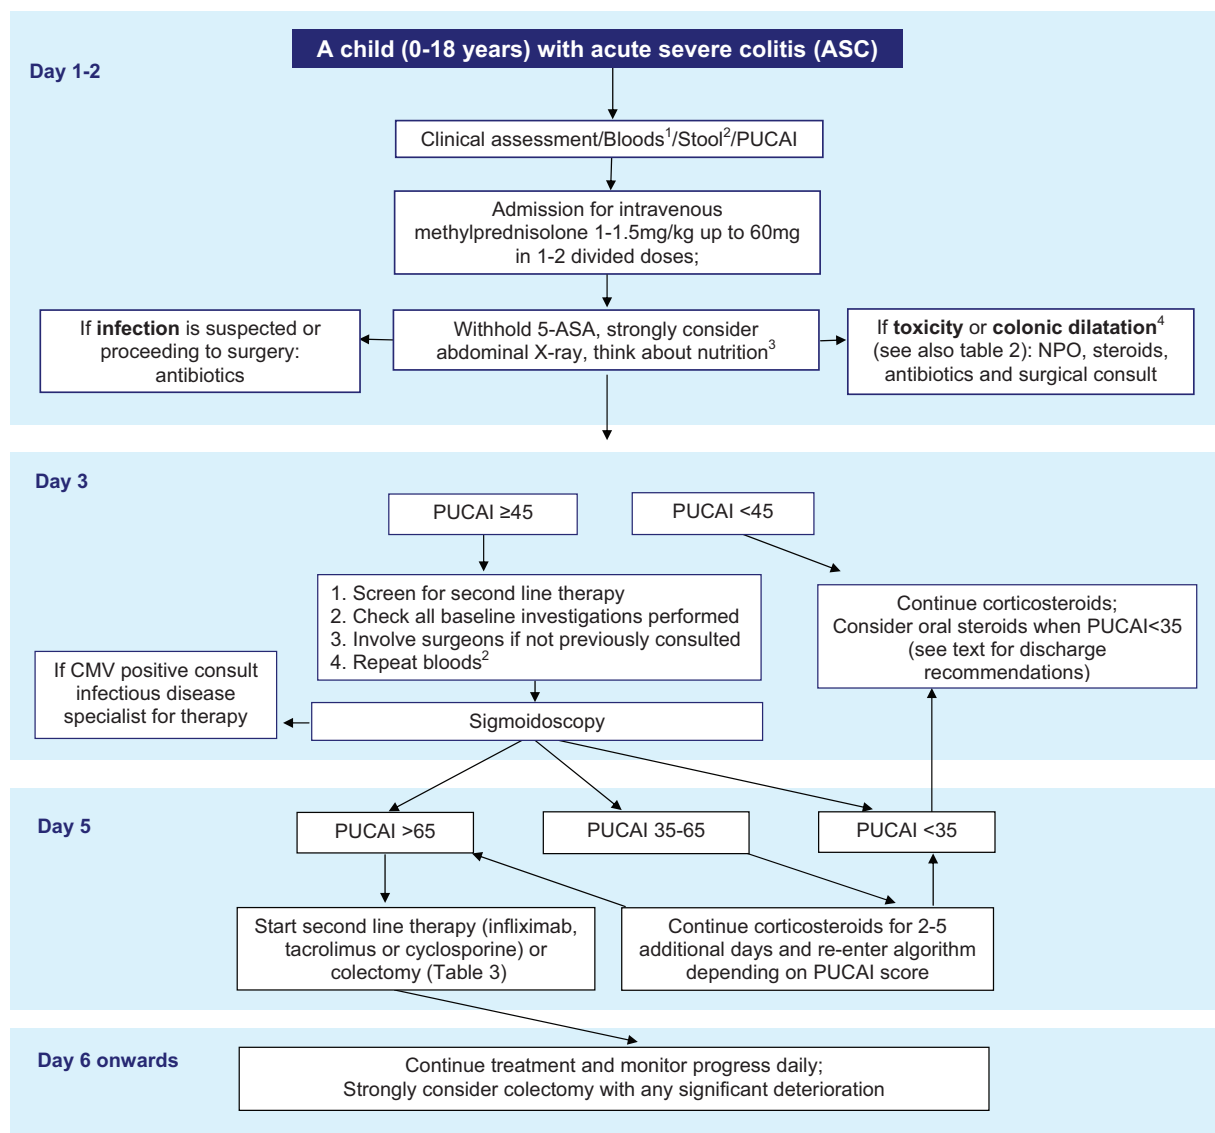 A child (0-18 years) with acute severe colitis (ASC)
Day 1-2
Clinical assessment/Bloods1/Stool2/PUCAI
Admission for intravenous
methylprednisolone 1-1.5mg/kg up to 60mg
in 1-2 divided doses;
If infection is suspected or
proceeding to surgery:
antibiotics
Withhold 5-ASA, strongly consider
abdominal X-ray, think about nutrition3
If toxicity or colonic dilatation4
(see also table 2): NPO, steroids,
antibiotics and surgical consult
Day 3
PUCAI ≥45
PUCAI <45
1. Screen for second line therapy
2. Check all baseline investigations performed
3. Involve surgeons if not previously consulted
4. Repeat bloods2
Continue corticosteroids;
Consider oral steroids when PUCAI<35
(see text for discharge
recommendations)
If CMV positive consult
infectious disease
specialist for therapy
Sigmoidoscopy
Day 5
PUCAI >65
PUCAI 35-65
PUCAI <35
Start second line therapy (infliximab,
tacrolimus or cyclosporine) or
colectomy (Table 3)
Continue corticosteroids for 2-5
additional days and re-enter algorithm
depending on PUCAI score
Day 6 onwards
Continue treatment and monitor progress daily;
Strongly consider colectomy with any significant deterioration